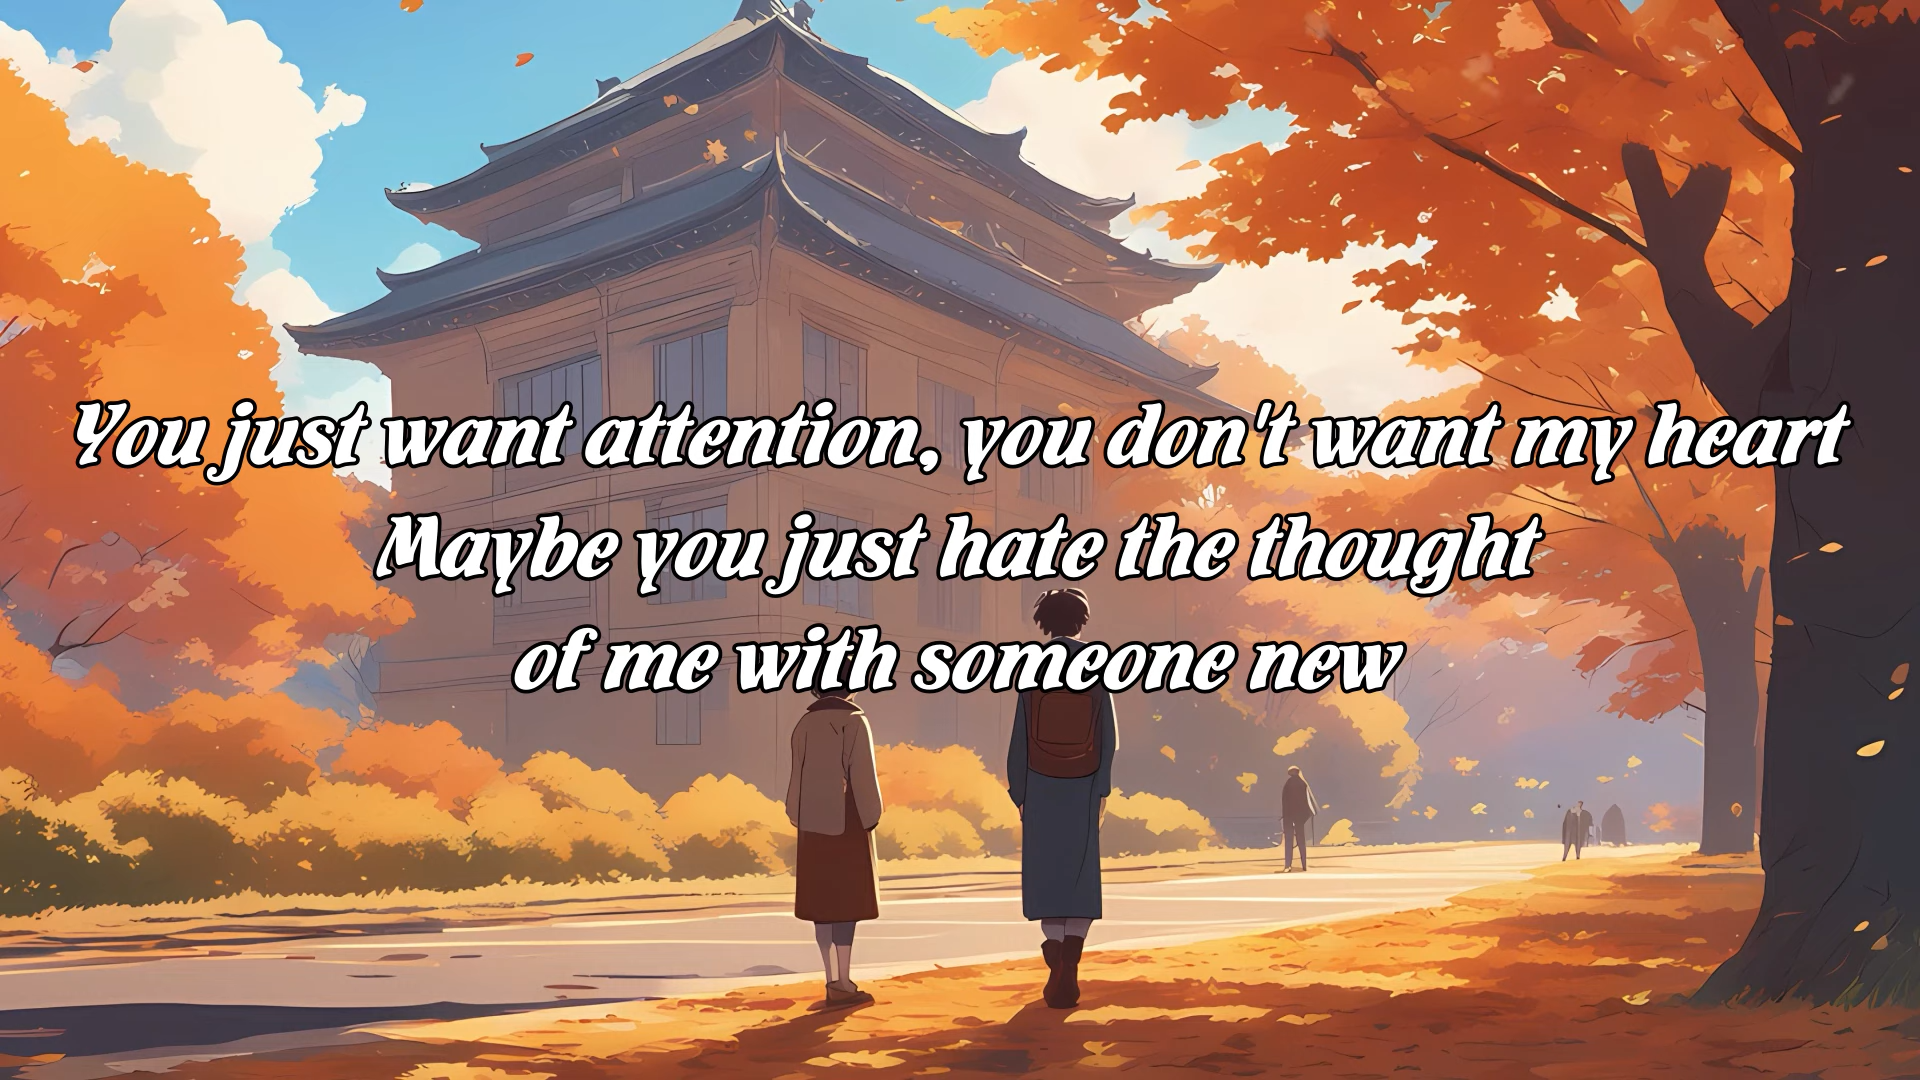 You just want attention, you don't want my heart
Maybe you just hate the thought
of me with someone new